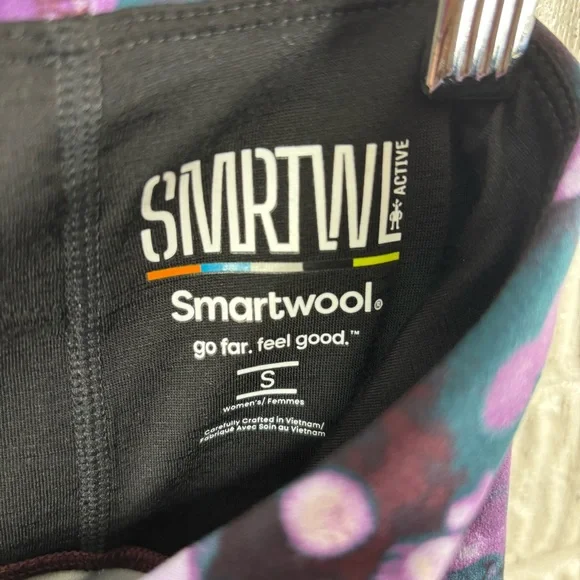 SMRTWL ACTIVE
Smartwool®
go far. feel good.™
S
Women's/ Femmes
Carefully Crafted in Vietnam/
Fabriqué Avec Soin au Vietnam